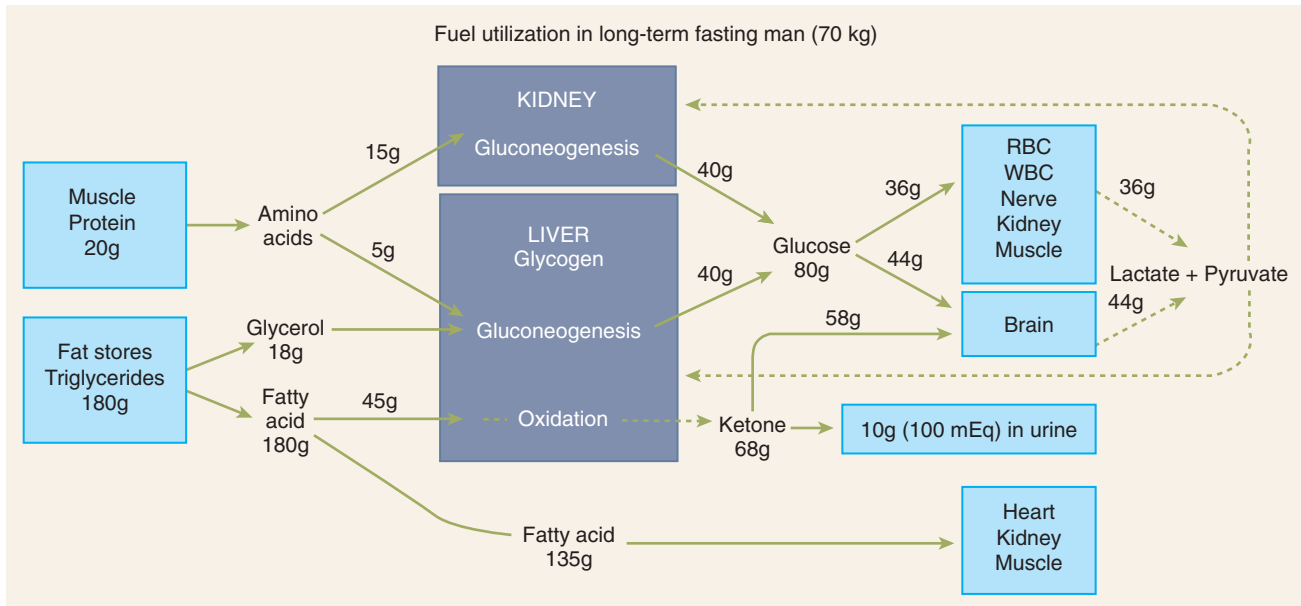 Fuel utilization in long-term fasting man (70 kg)
KIDNEY
Gluconeogenesis
15g
40g
Muscle
Protein
20g
Amino
acids
5g
LIVER
Glycogen
Gluconeogenesis
40g
Glucose
80g
36g
44g
RBC
WBC
Nerve
Kidney
Muscle
36g
Lactate + Pyruvate
44g
Brain
58g
Fat stores
Triglycerides
180g
Glycerol
18g
Fatty
acid
180g
45g
Oxidation
Ketone
68g
10g (100 mEq) in urine
Fatty acid
135g
Heart
Kidney
Muscle